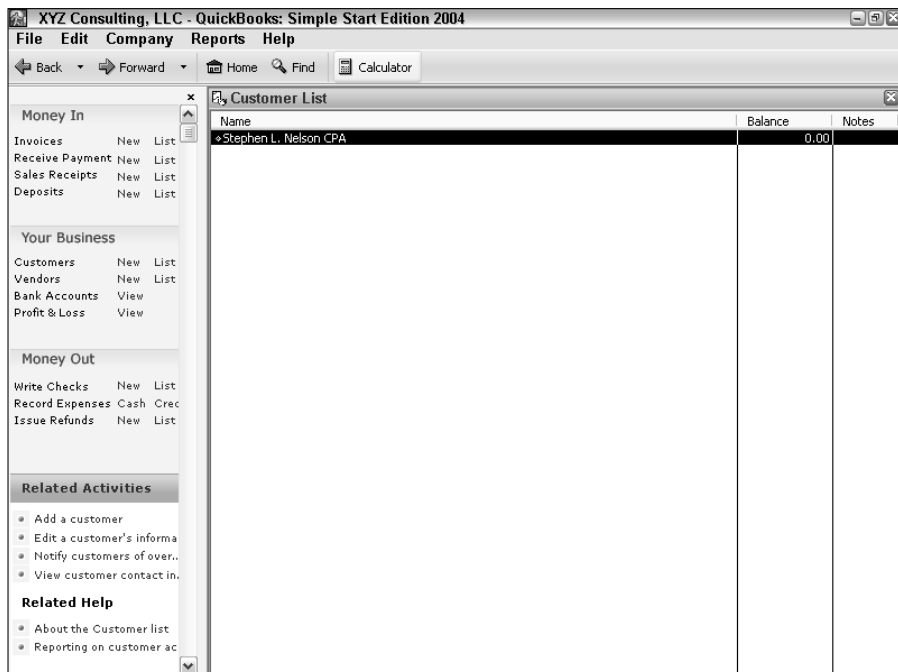 XYZ Consulting, LLC - QuickBooks: Simple Start Edition 2004
File Edit Company Reports Help
Back Forward Home Find Calculator
Money In
Invoices New List
Receive Payment New List
Sales Receipts New List
Deposits New List
Your Business
Customers New List
Vendors New List
Bank Accounts View
Profit & Loss View
Money Out
Write Checks New List
Record Expenses Cash Crec
Issue Refunds New List
Related Activities
Add a customer
Edit a customer's informa
Notify customers of over..
View customer contact in.
Related Help
About the Customer list
Reporting on customer ac
Customer List
Name Balance Notes
Stephen L. Nelson CPA 0.00